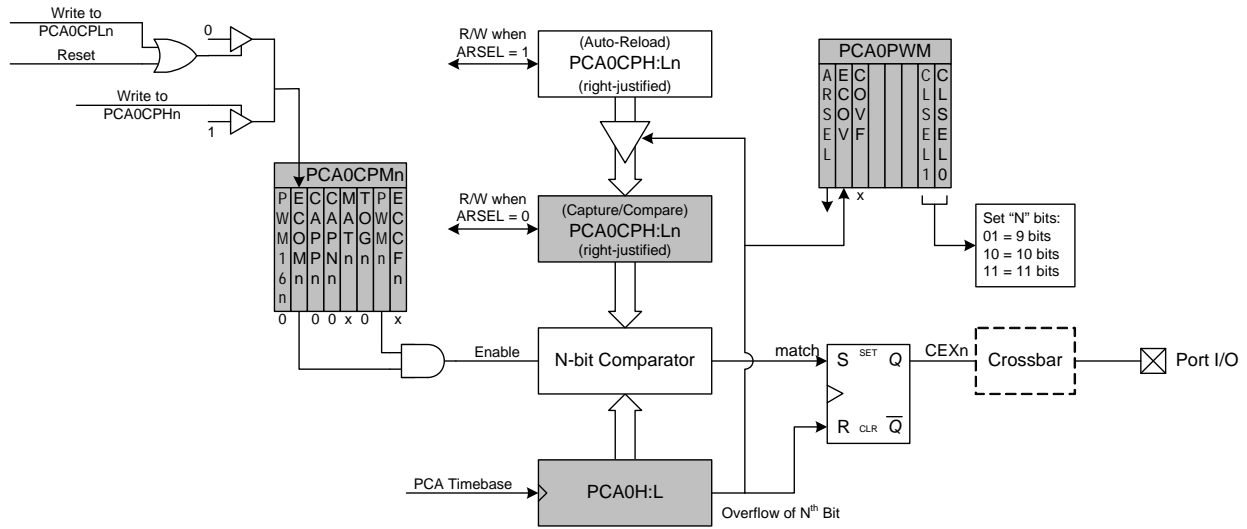 Write to
PCA0CPLn
Reset
0
Write to
PCA0CPHn
1
R/W when
ARSEL = 1
(Auto-Reload)
PCA0CPH:Ln
(right-justified)
PCA0PWM
ARSEL
ECOV
COVF
CLSEL1
CLSEL0
x
Set “N” bits:
01 = 9 bits
10 = 10 bits
11 = 11 bits
PCA0CPMn
PWM16n
ECOMn
CAPPn
CAPNn
MATn
TOGn
PWMn
ECCFn
0 0 0 x 0 x
R/W when
ARSEL = 0
(Capture/Compare)
PCA0CPH:Ln
(right-justified)
Enable
N-bit Comparator
match
S SET Q
R CLR Q
CEXn
Crossbar
Port I/O
PCA Timebase
PCA0H:L
Overflow of Nth Bit